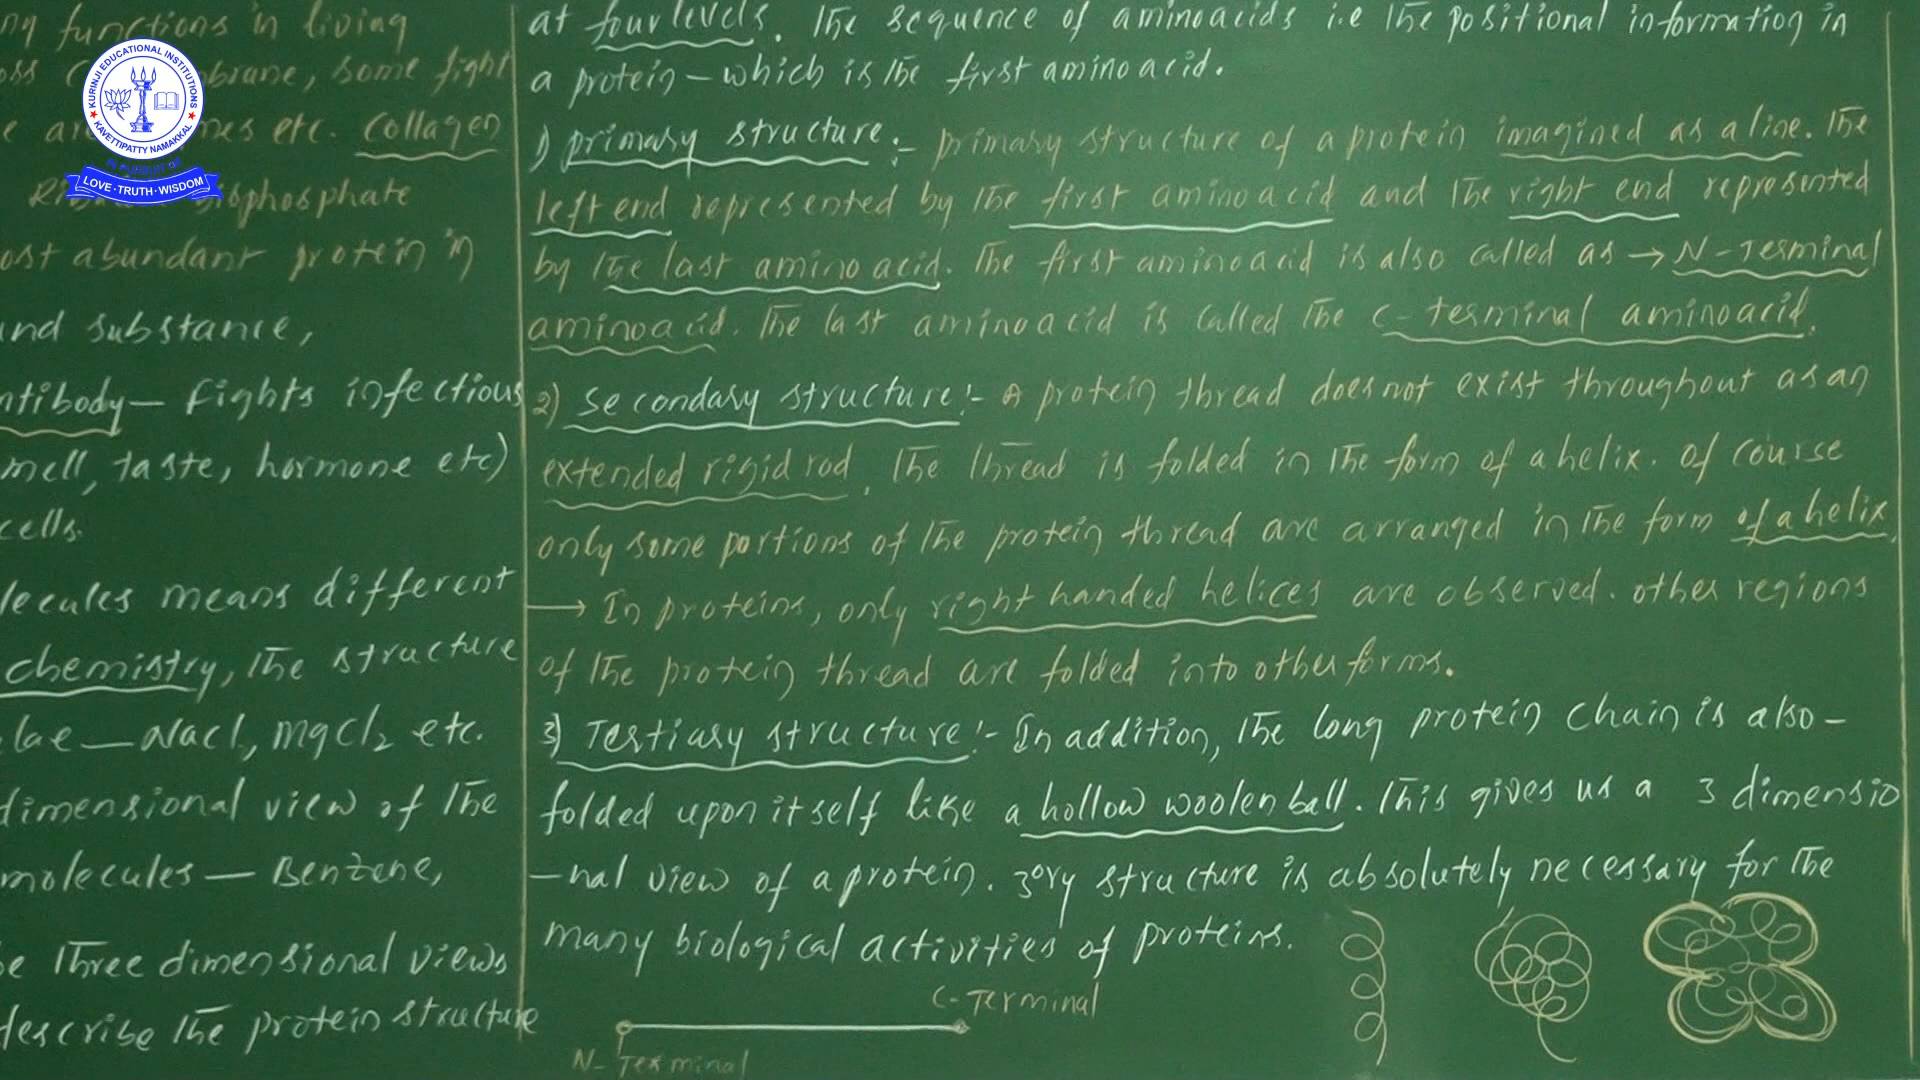 KURINJI EDUCATIONAL INSTITUTIONS
KAVETTIPATTY NAMAKKAL
IN PURSUIT OF
LOVE · TRUTH · WISDOM
functions in living
brane, some fight
etc. Collagen
phosphate
abundant protein in
substance,
ntibody — Fights infectious
mell, taste, hormone etc)
cells.
lecules means different
chemistry, The structure
lae — Nacl, MgCl₂ etc.
dimensional view of The
molecules — Benzene,
Three dimensional views
describe The protein structure
at four levels. The sequence of aminoacids i.e The positional information in
a protein — which is The first amino acid.
1) primary structure :- primary structure of a protein imagined as a line. The
left end represented by The first amino acid and The right end represented
by The last amino acid. The first aminoacid is also called as → N-Terminal
aminoacid. The last aminoacid is called The C-terminal aminoacid.
2) Secondary structure :- A protein thread does not exist throughout as an
extended rigid rod. The Thread is folded in The form of a helix. Of course
only some portions of The protein thread are arranged in The form of a helix.
→ In proteins, only right handed helices are observed. other regions
of The protein thread are folded into other forms.
3) Tertiary structure :- In addition, The long protein chain is also -
folded upon itself like a hollow woolen ball. This gives us a 3 dimensio
-nal view of a protein. 3ory structure is absolutely necessary for The
many biological activities of proteins.
C-Terminal
N-Terminal